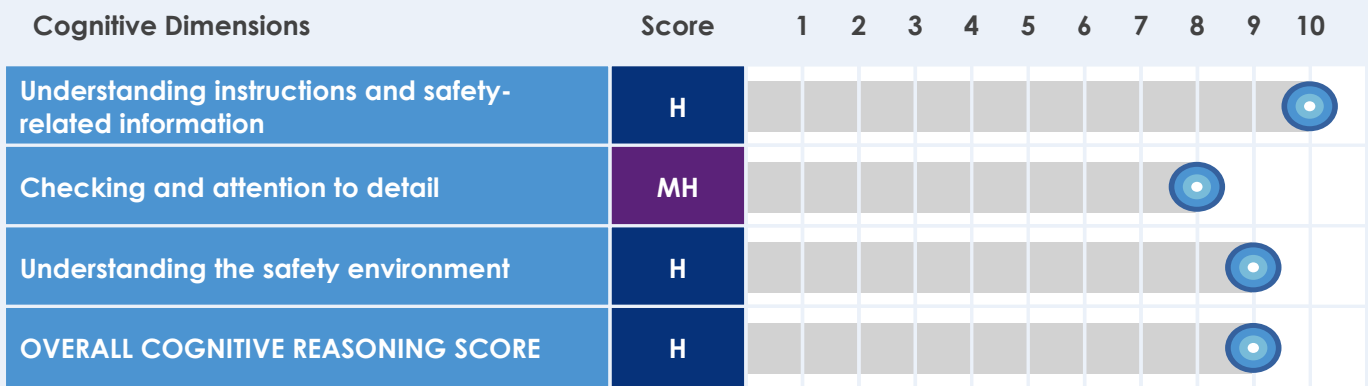 Cognitive Dimensions Score 1 2 3 4 5 6 7 8 9 10
Understanding instructions and safety-
related information
H
Checking and attention to detail MH
Understanding the safety environment H
OVERALL COGNITIVE REASONING SCORE H